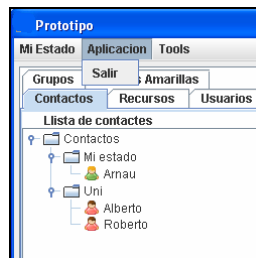 Prototipo
Mi Estado Aplicacion Tools
Salir
Grupos Amarillas
Contactos Recursos Usuarios
Llista de contactes
Contactos
Mi estado
Arnau
Uni
Alberto
Roberto